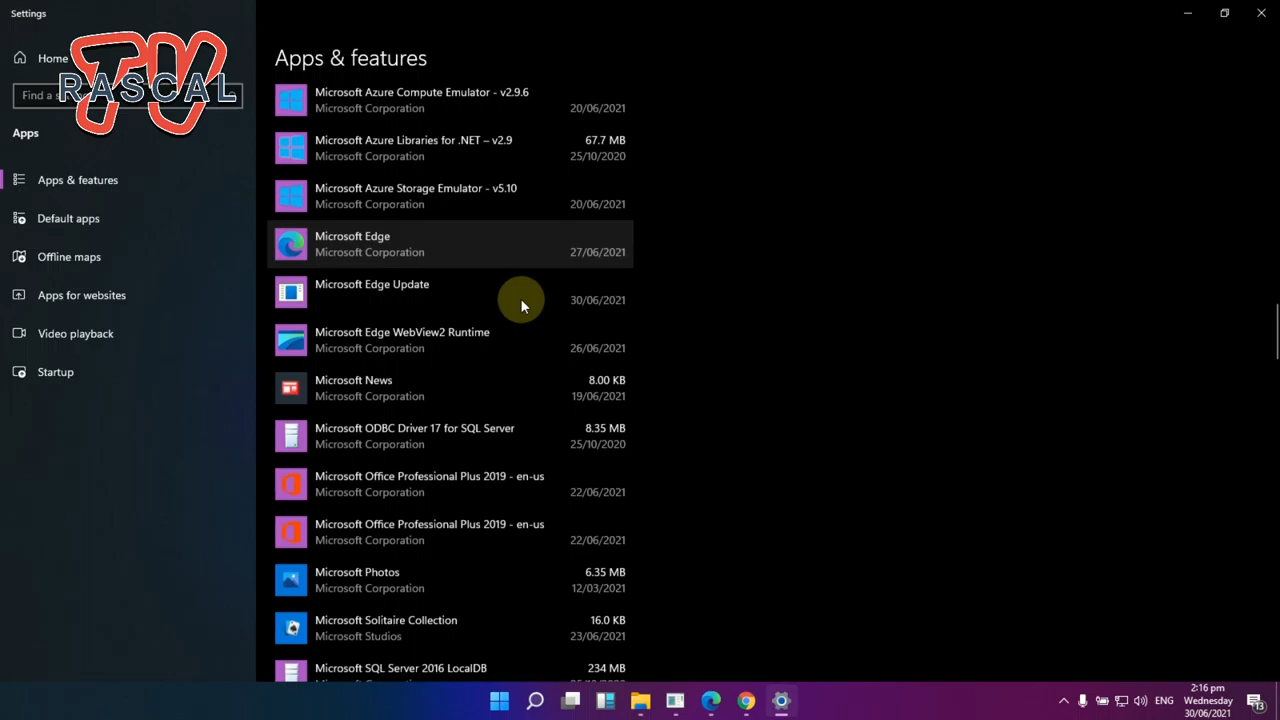 Settings
Home
TV
RASCAL
Find a s
Apps
Apps & features
Default apps
Offline maps
Apps for websites
Video playback
Startup
Apps & features
Microsoft Azure Compute Emulator - v2.9.6
Microsoft Corporation 20/06/2021
Microsoft Azure Libraries for .NET – v2.9 67.7 MB
Microsoft Corporation 25/10/2020
Microsoft Azure Storage Emulator - v5.10
Microsoft Corporation 20/06/2021
Microsoft Edge
Microsoft Corporation 27/06/2021
Microsoft Edge Update
30/06/2021
Microsoft Edge WebView2 Runtime
Microsoft Corporation 26/06/2021
Microsoft News 8.00 KB
Microsoft Corporation 19/06/2021
Microsoft ODBC Driver 17 for SQL Server 8.35 MB
Microsoft Corporation 25/10/2020
Microsoft Office Professional Plus 2019 - en-us
Microsoft Corporation 22/06/2021
Microsoft Office Professional Plus 2019 - en-us
Microsoft Corporation 22/06/2021
Microsoft Photos 6.35 MB
Microsoft Corporation 12/03/2021
Microsoft Solitaire Collection 16.0 KB
Microsoft Studios 23/06/2021
Microsoft SQL Server 2016 LocalDB 234 MB
ENG
2:16 pm
Wednesday
30/06/2021
13